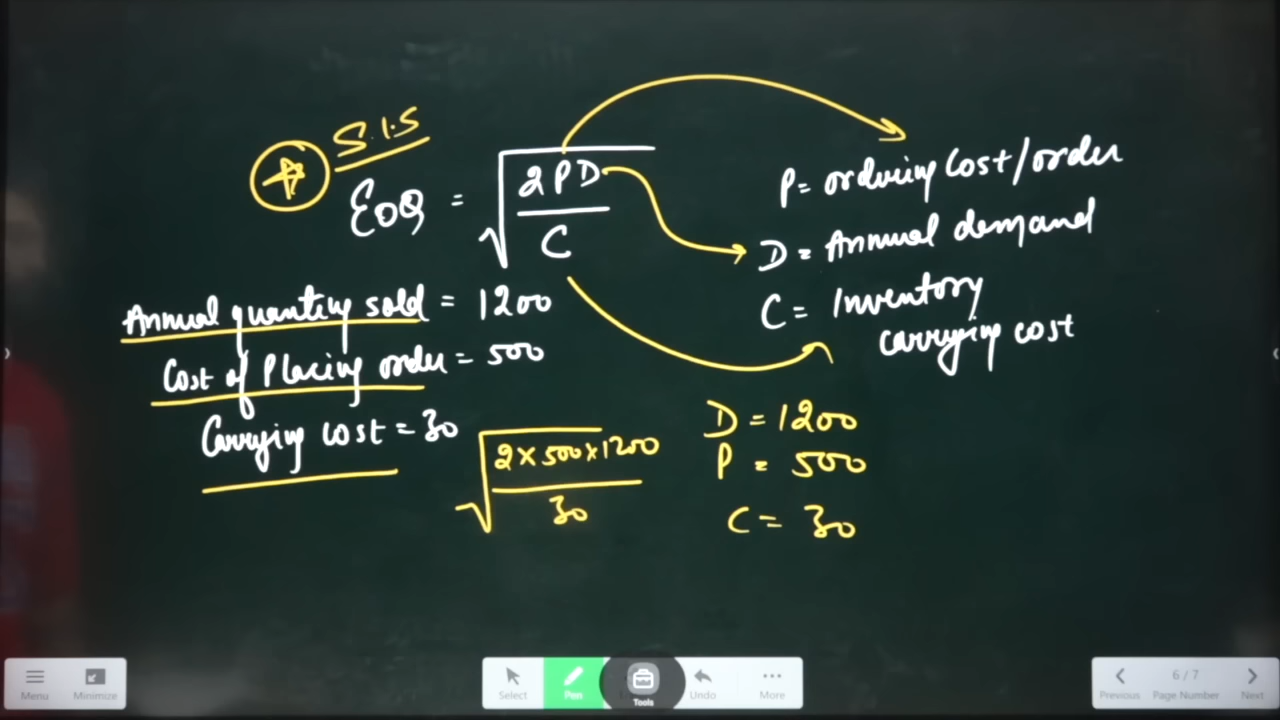 S.I.S
EOQ = √ 2PD / C
P = ordering cost/order
D = Annual demand
C = Inventory
carrying cost
Annual quantity sold = 1200
Cost of Placing order = 500
Carrying cost = 30
√ 2 × 500 × 1200 / 30
D = 1200
P = 500
C = 30
Menu
Minimize
Select
Pen
Tools
Undo
More
Previous
6 / 7
Page Number
Next